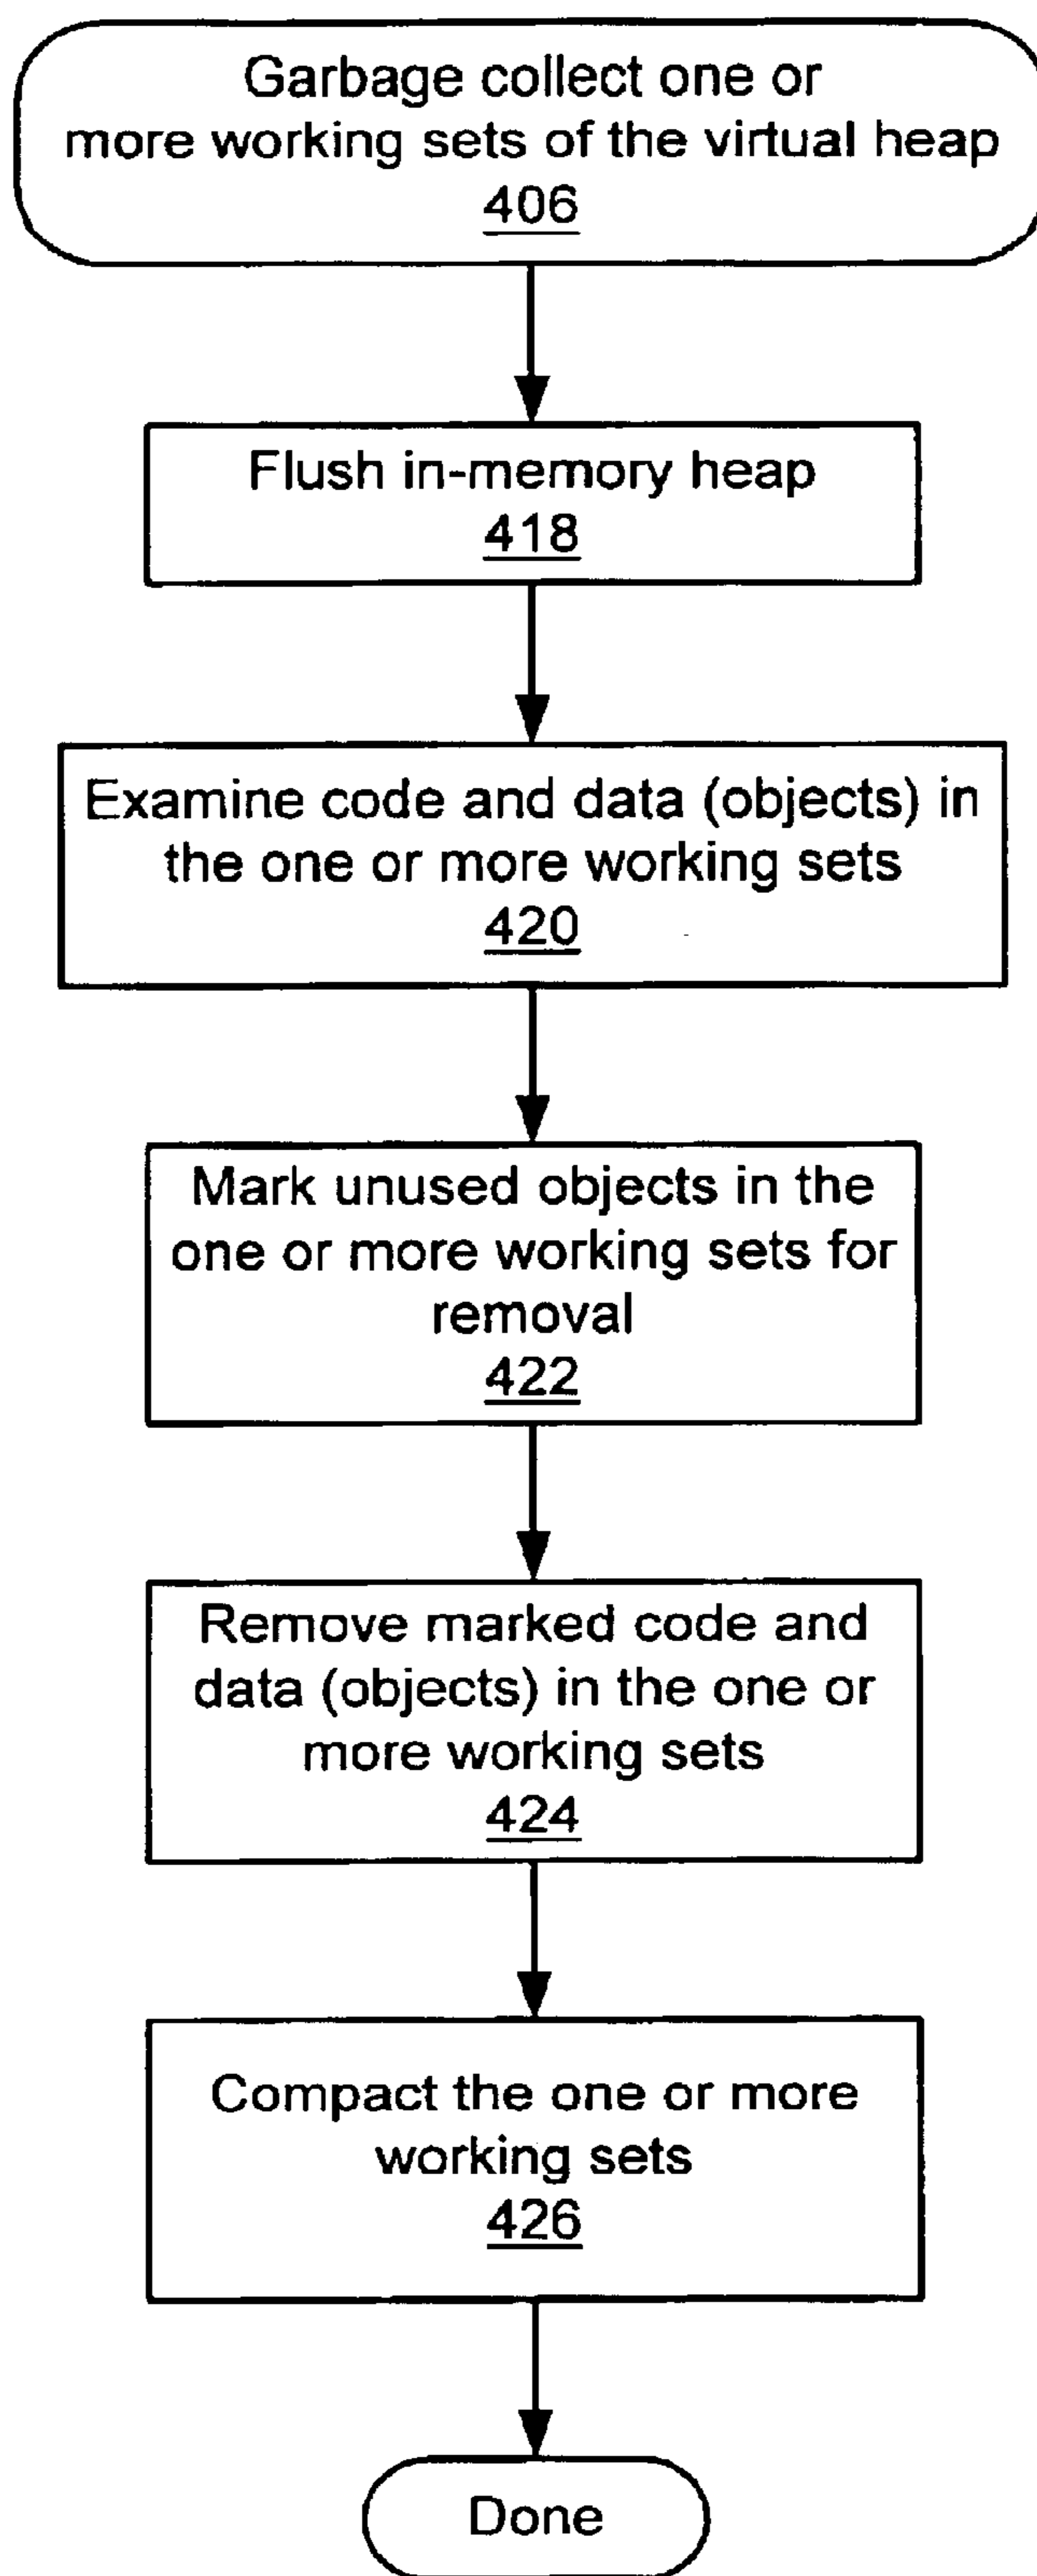 Garbage collect one or
more working sets of the virtual heap
406
Flush in-memory heap
418
Examine code and data (objects) in
the one or more working sets
420
Mark unused objects in the
one or more working sets for
removal
422
Remove marked code and
data (objects) in the one or
more working sets
424
Compact the one or more
working sets
426
Done